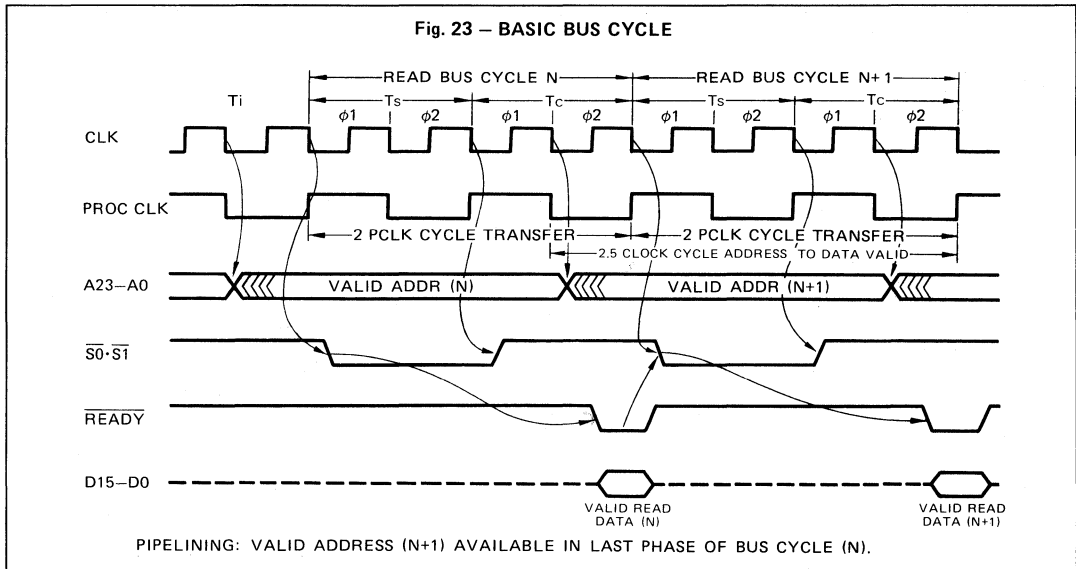 Fig. 23 – BASIC BUS CYCLE
READ BUS CYCLE N
READ BUS CYCLE N+1
Ti
Ts
Tc
Ts
Tc
ϕ1
ϕ2
ϕ1
ϕ2
ϕ1
ϕ2
ϕ1
ϕ2
CLK
PROC CLK
2 PCLK CYCLE TRANSFER
2 PCLK CYCLE TRANSFER
2.5 CLOCK CYCLE ADDRESS TO DATA VALID
A23–A0
VALID ADDR (N)
VALID ADDR (N+1)
S0·S1
READY
D15–D0
VALID READ
DATA (N)
VALID READ
DATA (N+1)
PIPELINING: VALID ADDRESS (N+1) AVAILABLE IN LAST PHASE OF BUS CYCLE (N).